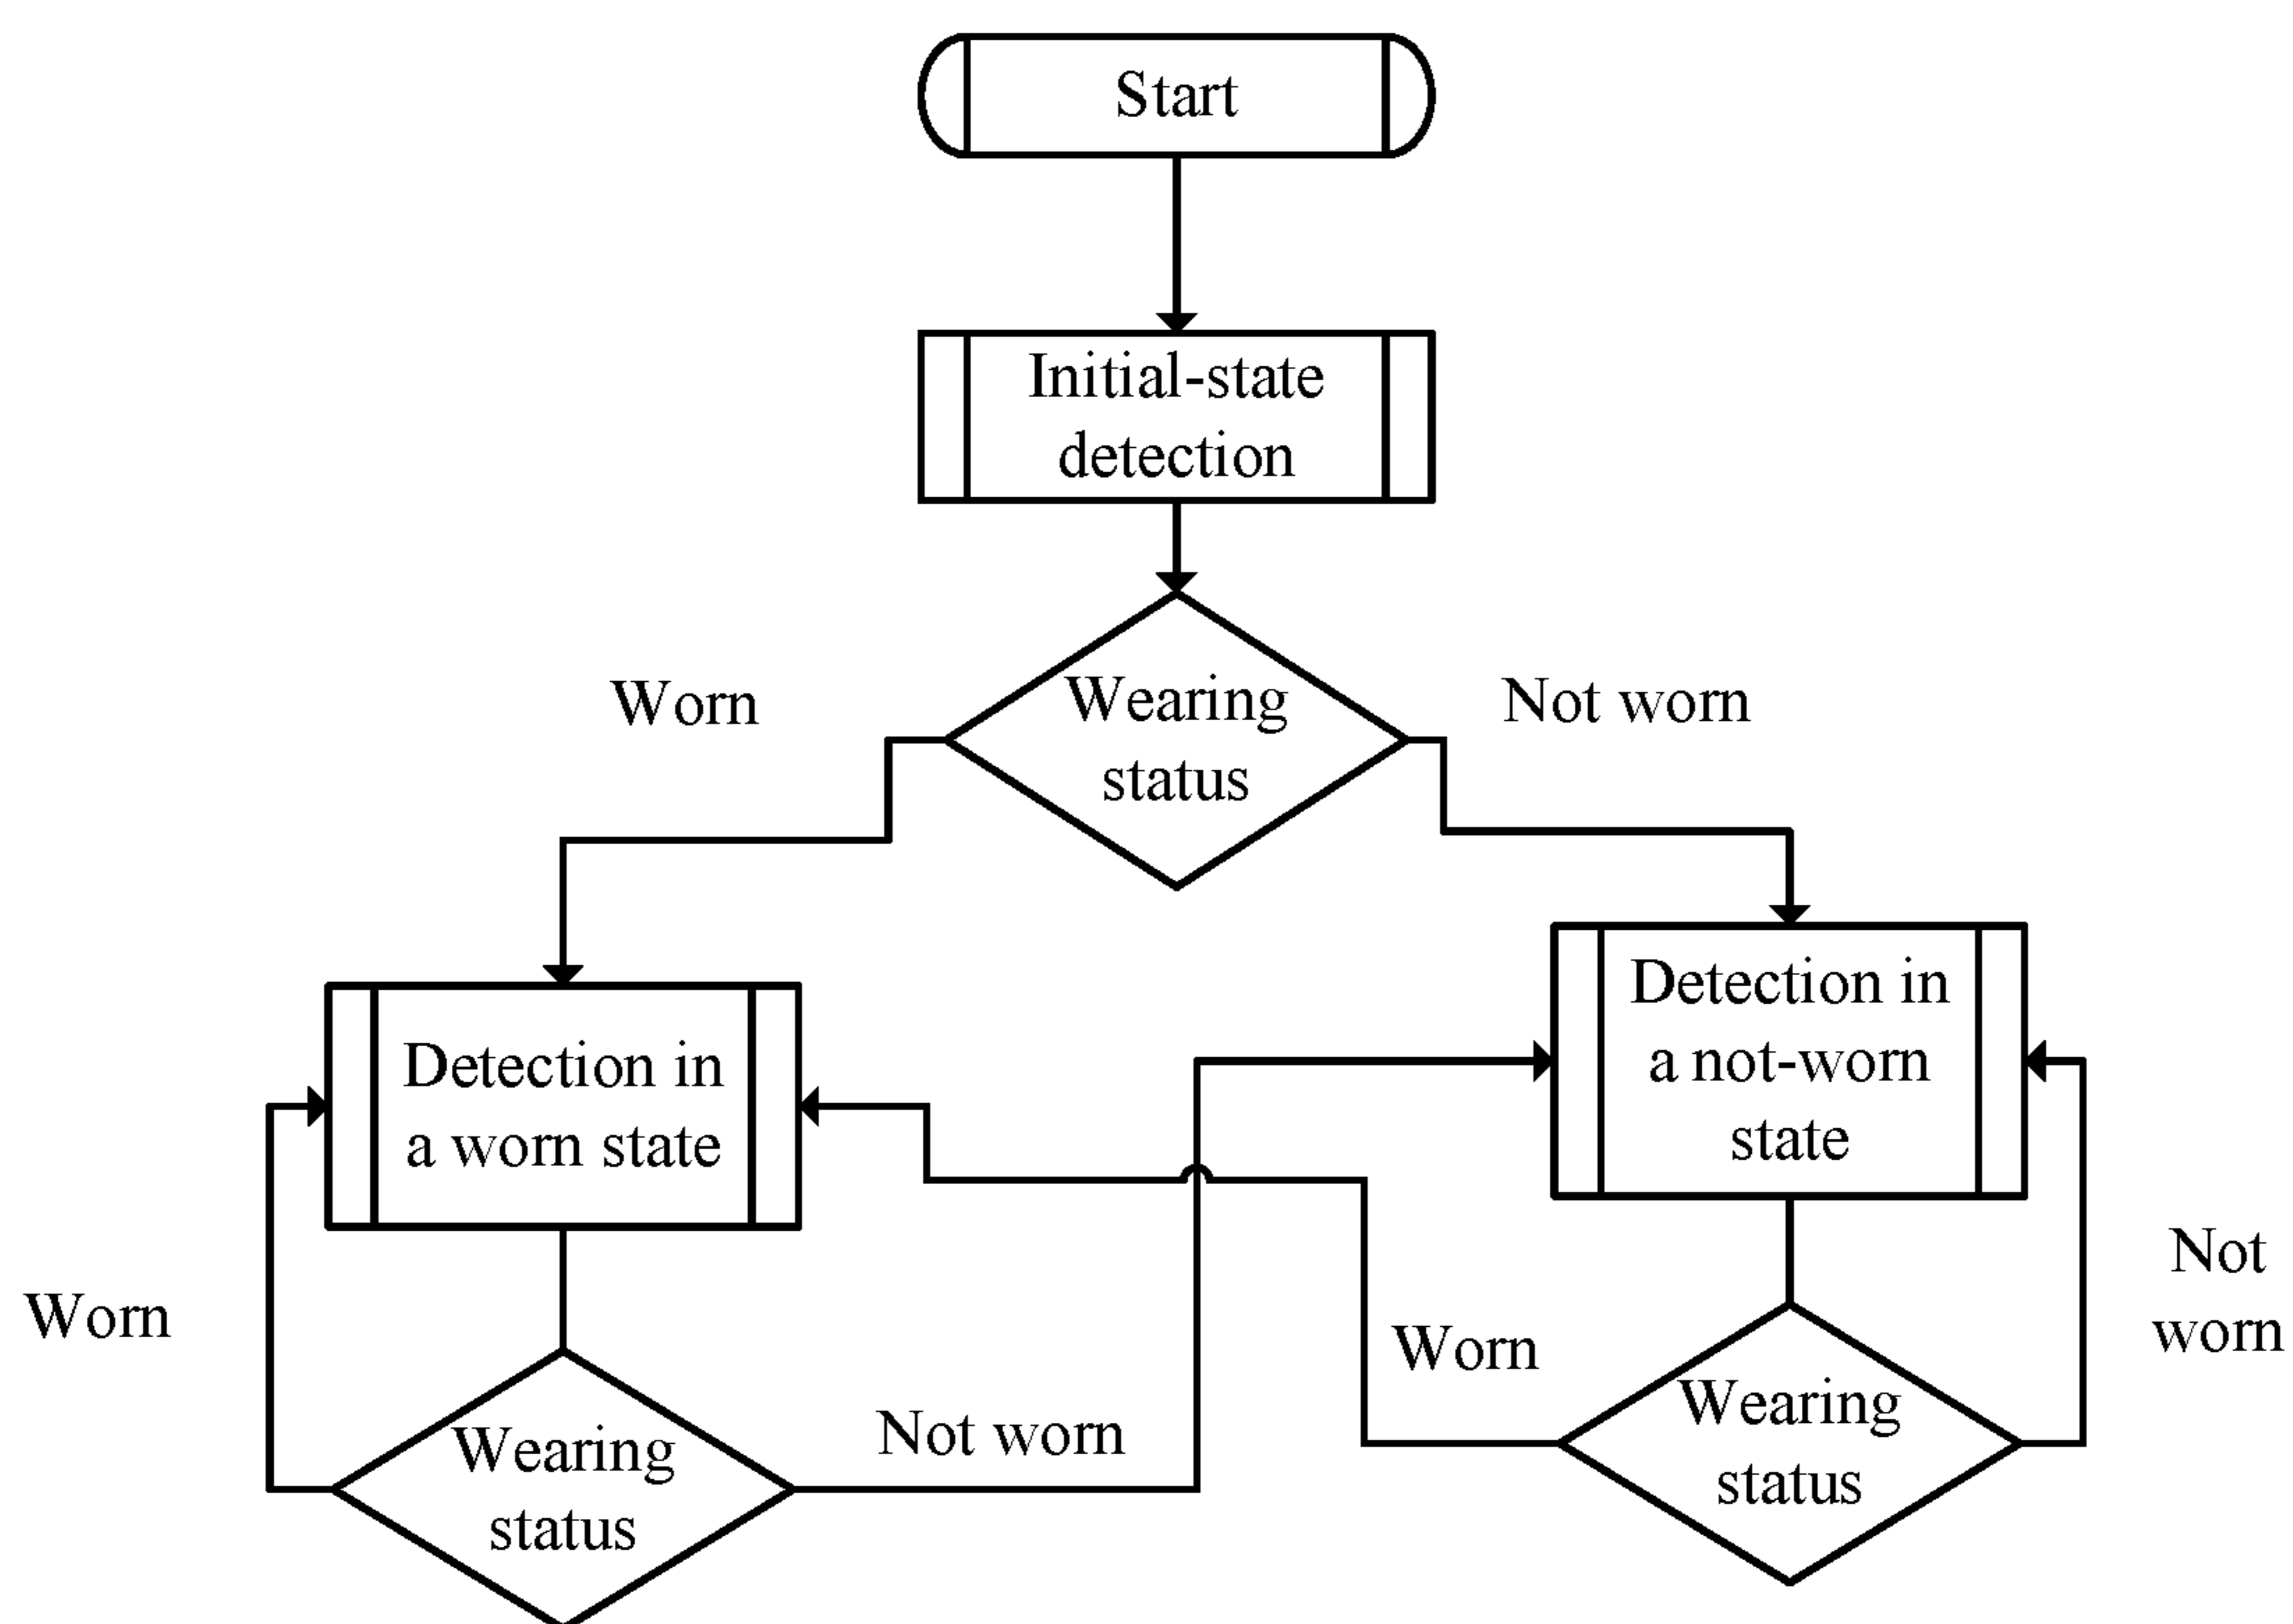 Start
Initial-state
detection
Wearing
status
Worn
Not worn
Detection in
a worn state
Detection in
a not-worn
state
Worn
Wearing
status
Not worn
Worn
Wearing
status
Not
worn